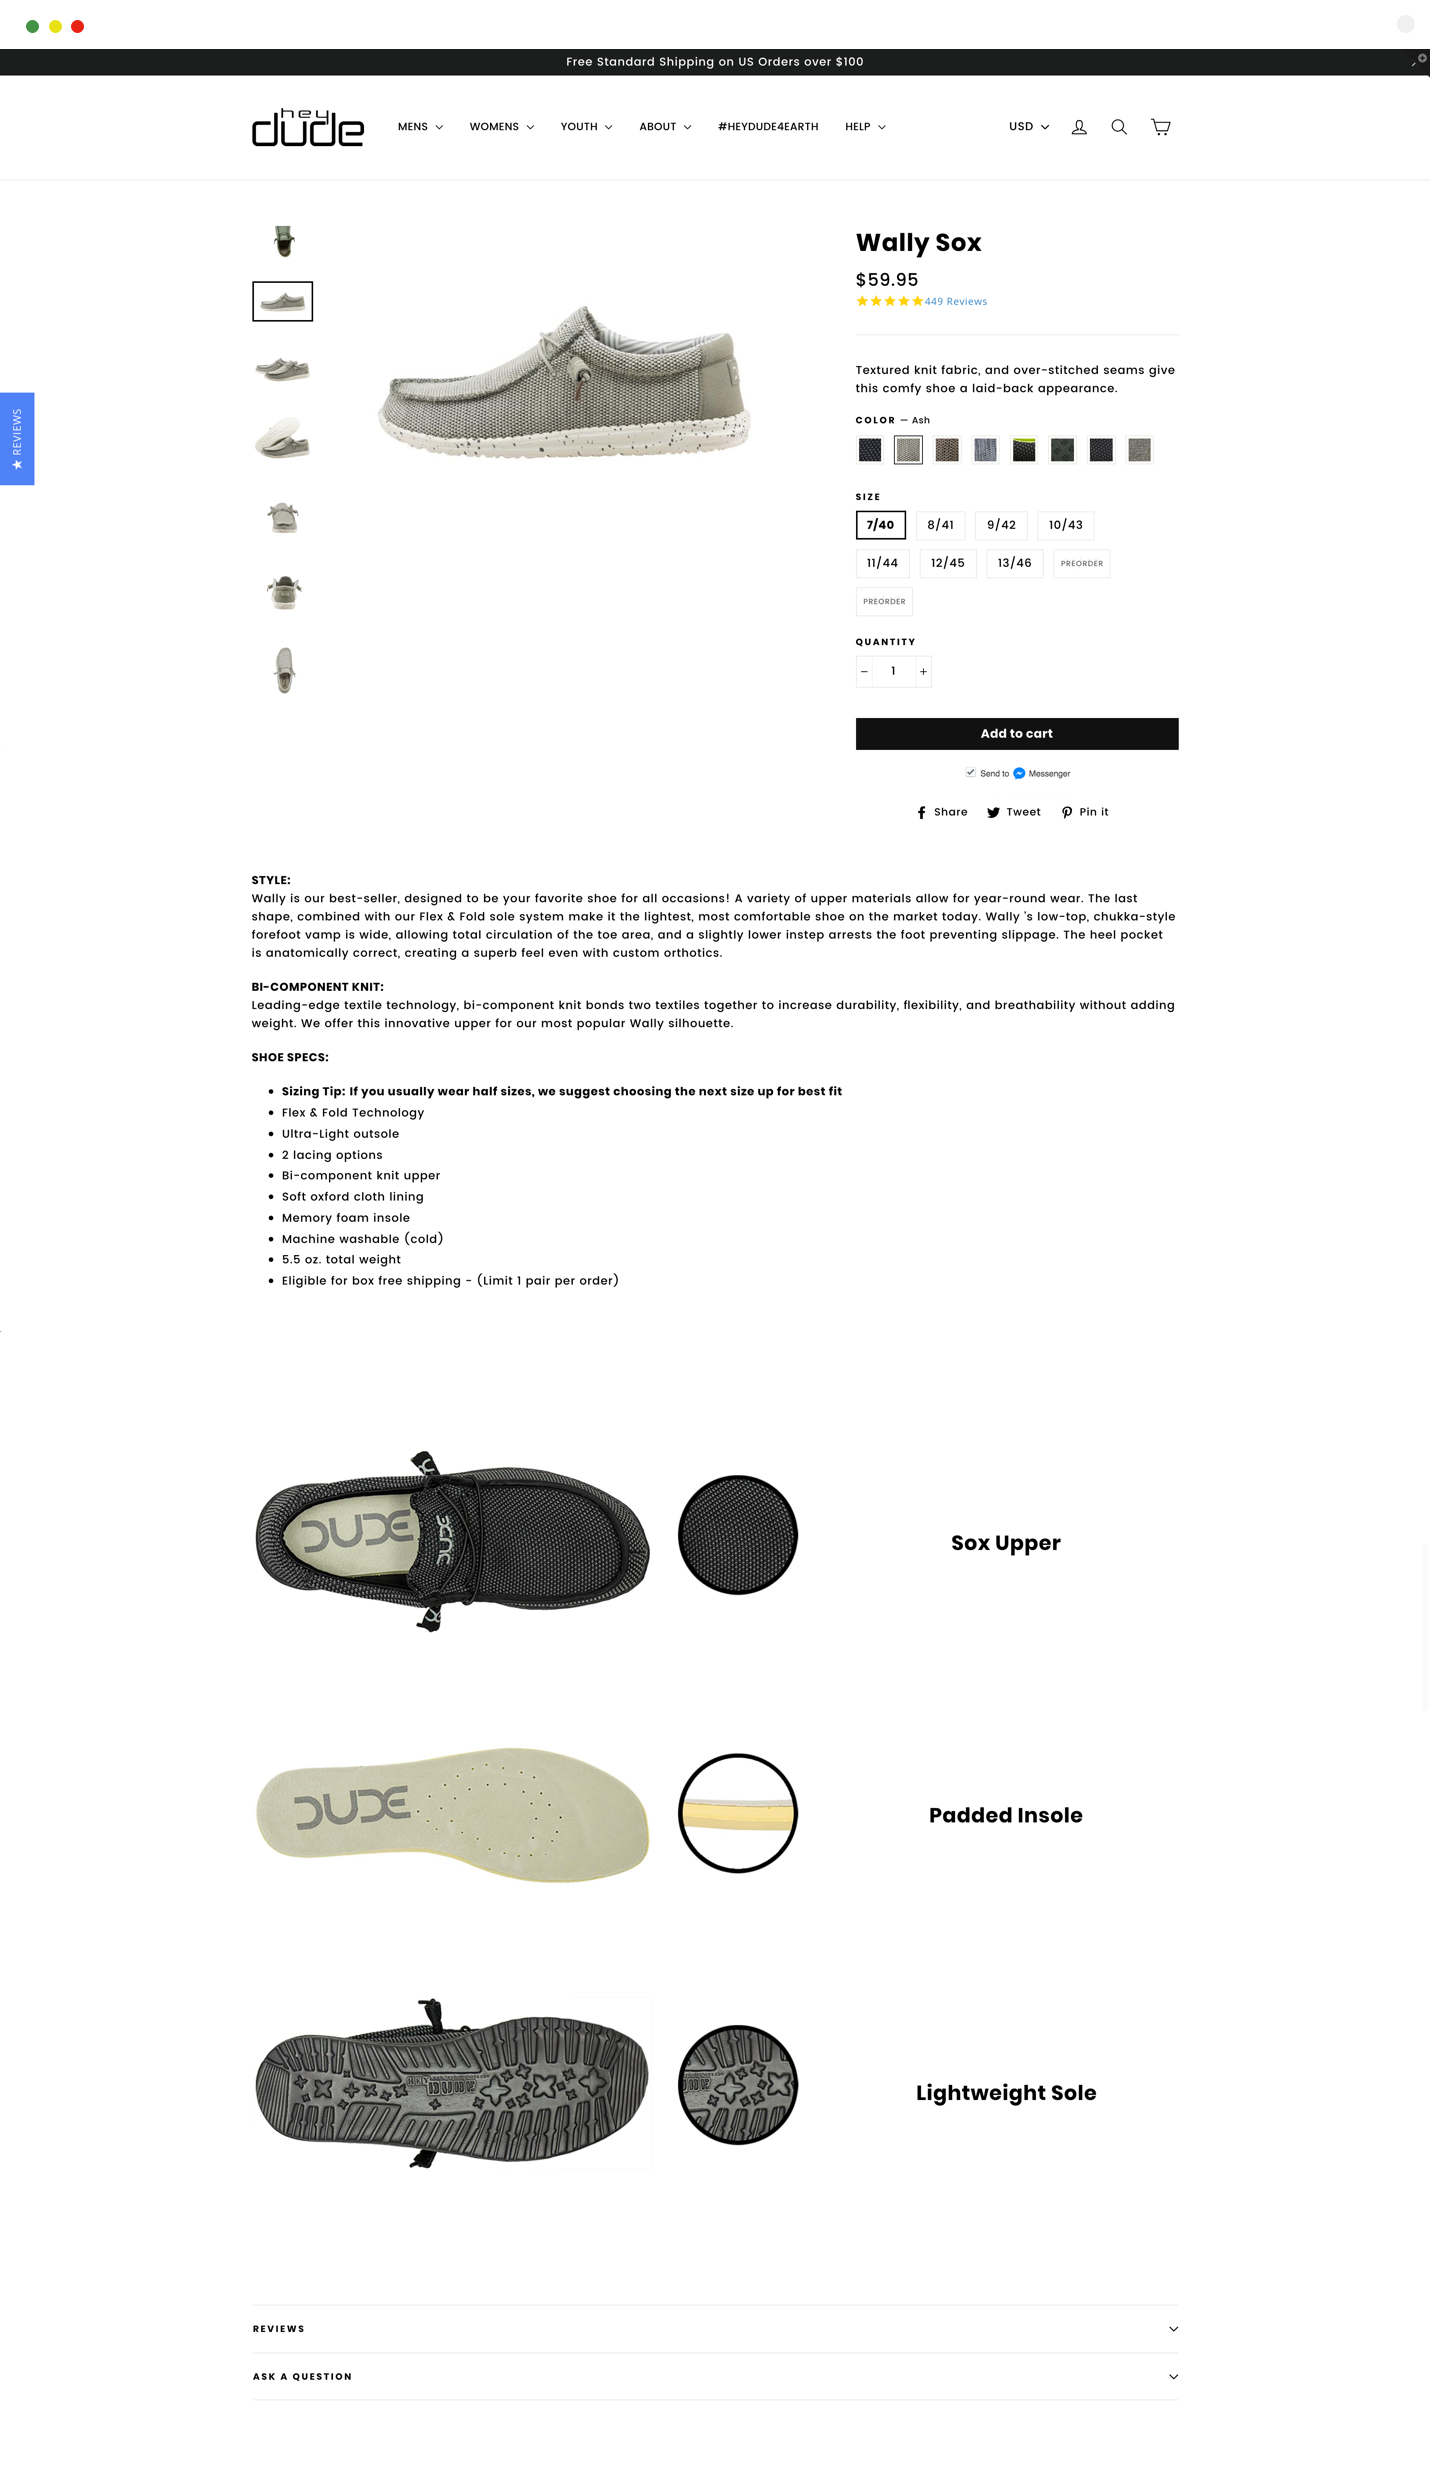 Free Standard Shipping on US Orders over $100
hey
dude
MENS
WOMENS
YOUTH
ABOUT
#HEYDUDE4EARTH
HELP
USD
Wally Sox
$59.95
449 Reviews
Textured knit fabric, and over-stitched seams give
this comfy shoe a laid-back appearance.
COLOR — Ash
SIZE
7/40
8/41
9/42
10/43
11/44
12/45
13/46
PREORDER
PREORDER
QUANTITY
− 1 +
Add to cart
Send to Messenger
Share
Tweet
Pin it
★ REVIEWS
STYLE:
Wally is our best-seller, designed to be your favorite shoe for all occasions! A variety of upper materials allow for year-round wear. The last
shape, combined with our Flex & Fold sole system make it the lightest, most comfortable shoe on the market today. Wally 's low-top, chukka-style
forefoot vamp is wide, allowing total circulation of the toe area, and a slightly lower instep arrests the foot preventing slippage. The heel pocket
is anatomically correct, creating a superb feel even with custom orthotics.
BI-COMPONENT KNIT:
Leading-edge textile technology, bi-component knit bonds two textiles together to increase durability, flexibility, and breathability without adding
weight. We offer this innovative upper for our most popular Wally silhouette.
SHOE SPECS:
• Sizing Tip: If you usually wear half sizes, we suggest choosing the next size up for best fit
• Flex & Fold Technology
• Ultra-Light outsole
• 2 lacing options
• Bi-component knit upper
• Soft oxford cloth lining
• Memory foam insole
• Machine washable (cold)
• 5.5 oz. total weight
• Eligible for box free shipping - (Limit 1 pair per order)
DUDE
DUDE
Sox Upper
DUDE
Padded Insole
HEY
DUDE
Lightweight Sole
REVIEWS
ASK A QUESTION